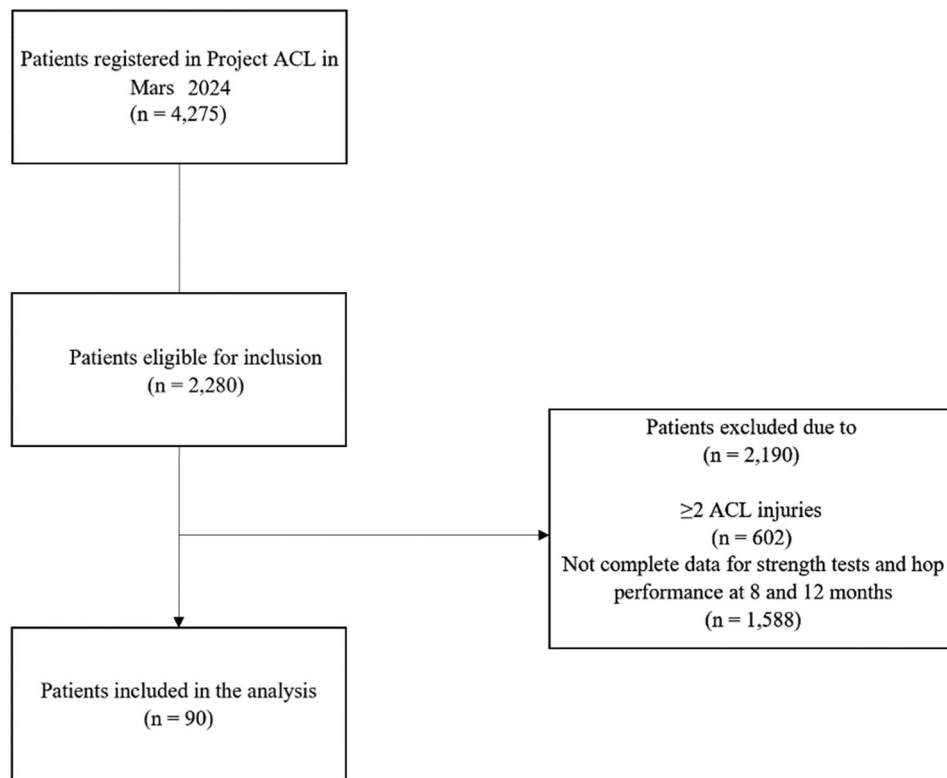 Patients registered in Project ACL in
Mars 2024
(n = 4,275)
Patients eligible for inclusion
(n = 2,280)
Patients excluded due to
(n = 2,190)
≥2 ACL injuries
(n = 602)
Not complete data for strength tests and hop
performance at 8 and 12 months
(n = 1,588)
Patients included in the analysis
(n = 90)